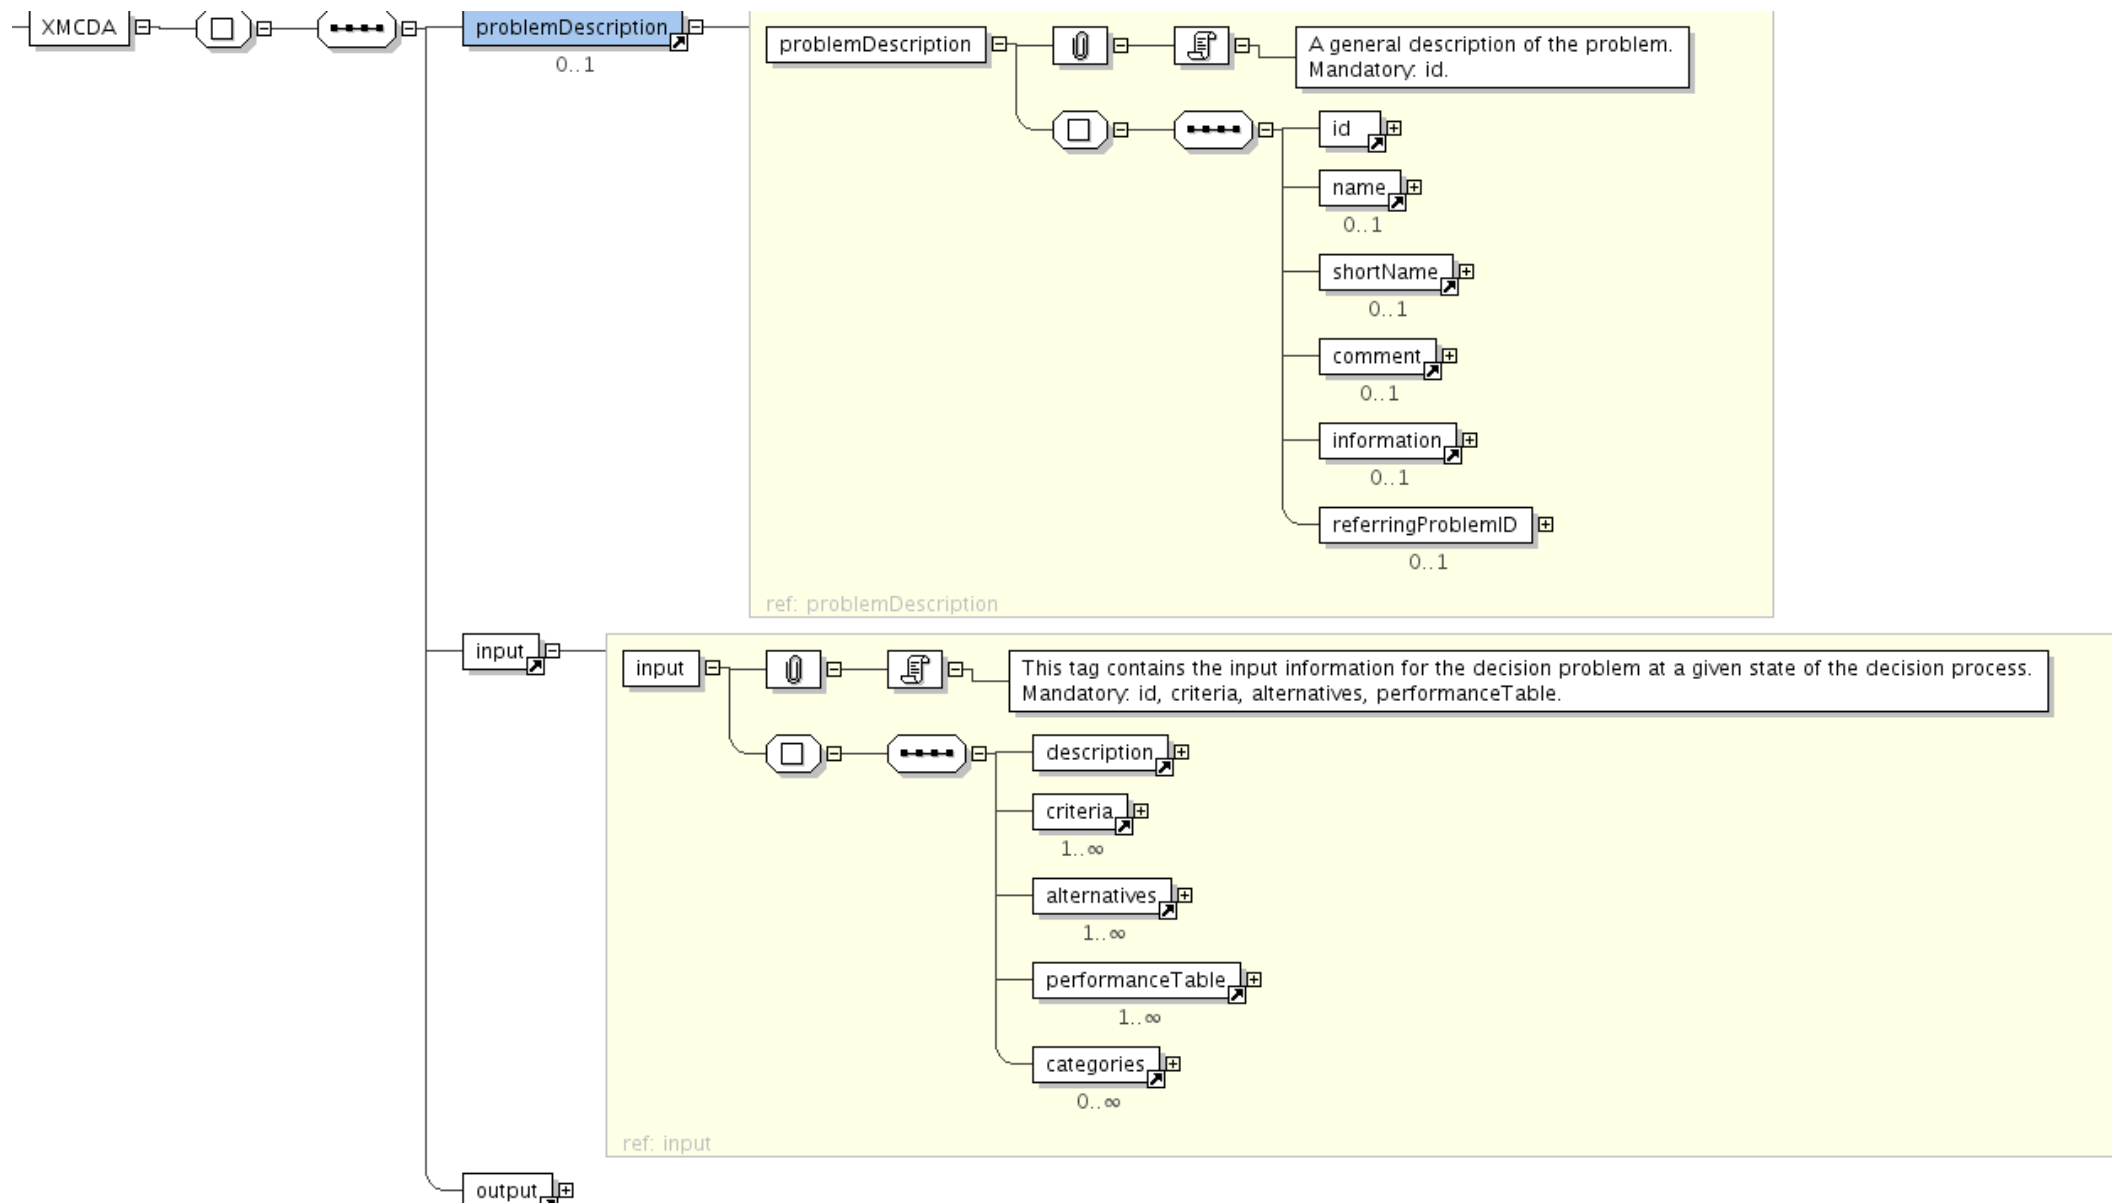 XMCDA
problemDescription
0..1
problemDescription
A general description of the problem.
Mandatory: id.
id
name
0..1
shortName
0..1
comment
0..1
information
0..1
referringProblemID
0..1
ref: problemDescription
input
input
This tag contains the input information for the decision problem at a given state of the decision process.
Mandatory: id, criteria, alternatives, performanceTable.
description
criteria
1..∞
alternatives
1..∞
performanceTable
1..∞
categories
0..∞
ref: input
output